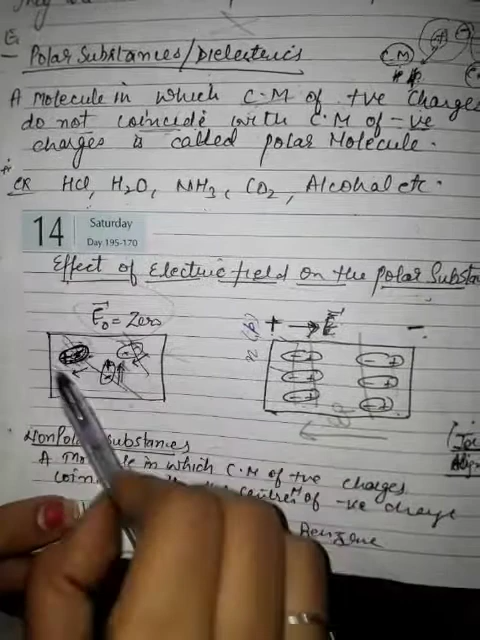 Polar Substances/Dielectrics
C.M
A Molecule in which C.M of +ve Charges
do not coincide with C.M of -ve
charges is called polar Molecule.
ex HCl, H₂O, NH₃, CO₂, Alcohal etc.
14 Saturday
Day 195-170
Effect of Electric field on the polar
E₀ = Zero
+ → E -
NonPolar substances
A in which C.M of +ve charges
of -ve charge
Benzene